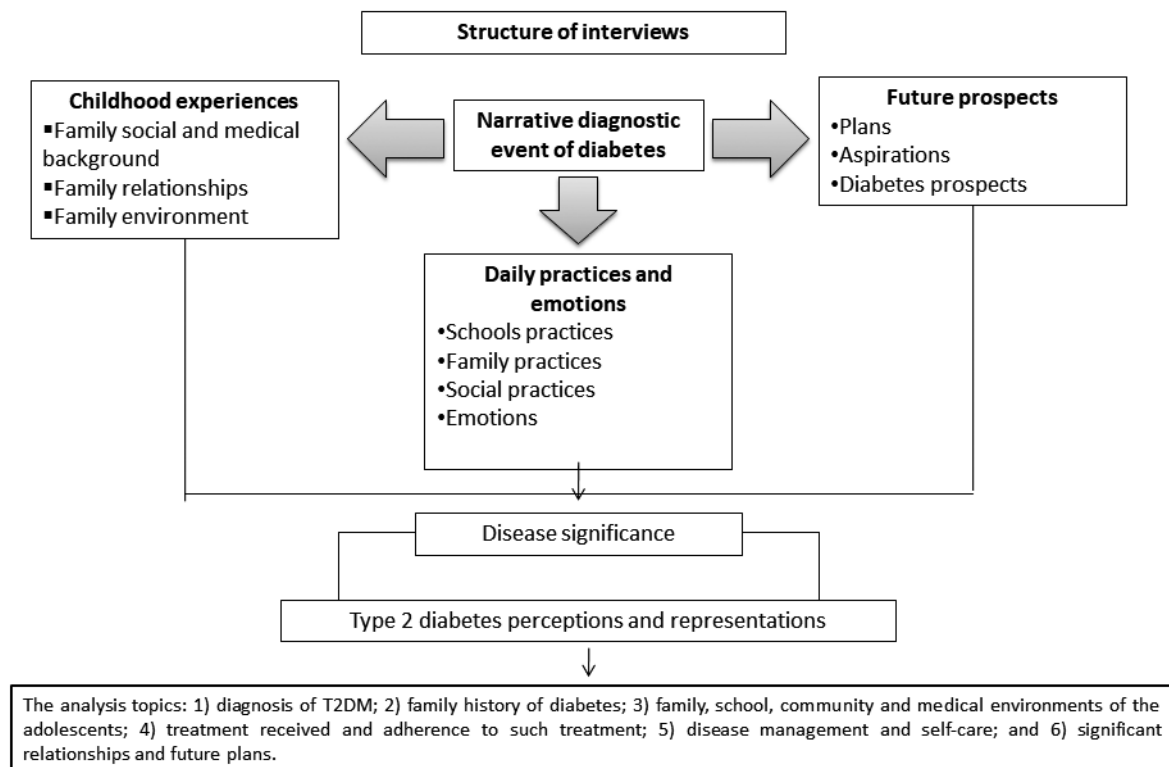 Structure of interviews
Childhood experiences
▪Family social and medical
background
▪Family relationships
▪Family environment
Narrative diagnostic
event of diabetes
Future prospects
•Plans
•Aspirations
•Diabetes prospects
Daily practices and
emotions
•Schools practices
•Family practices
•Social practices
•Emotions
Disease significance
Type 2 diabetes perceptions and representations
The analysis topics: 1) diagnosis of T2DM; 2) family history of diabetes; 3) family, school, community and medical environments of the
adolescents; 4) treatment received and adherence to such treatment; 5) disease management and self-care; and 6) significant
relationships and future plans.